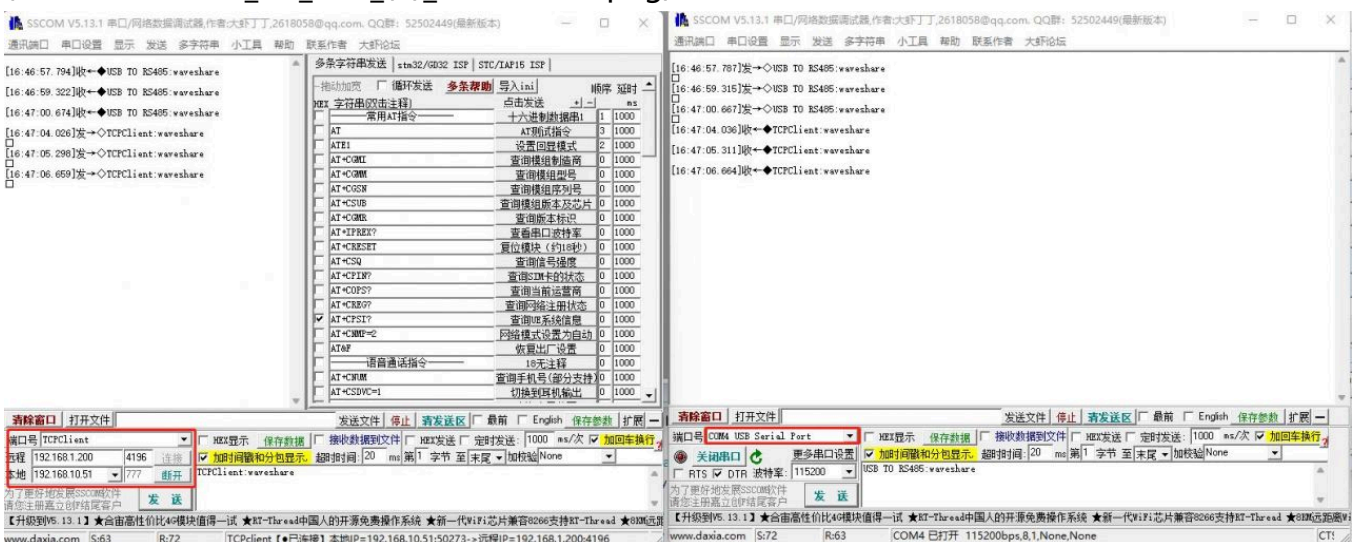 SSCOM V5.13.1 串口/网络数据调试器,作者:大虾丁丁,2618058@qq.com. QQ群: 52502449(最新版本)
通讯端口 串口设置 显示 发送 多字符串 小工具 帮助 联系作者 大虾论坛
[16:46:57.794]收←◆USB TO RS485:waveshare
[16:46:59.322]收←◆USB TO RS485:waveshare
[16:47:00.674]收←◆USB TO RS485:waveshare
[16:47:04.026]发→◇TCPClient:waveshare
□
[16:47:05.298]发→◇TCPClient:waveshare
□
[16:47:06.659]发→◇TCPClient:waveshare
□
多条字符串发送 stm32/GD32 ISP STC/IAP15 ISP
拖动加宽 循环发送 多条帮助 导入ini 顺序 延时
HEX 字符串(双击注释) 点击发送 + - ms
常用AT指令 十六进制数据串1 1 1000
AT AT测试指令 3 1000
ATE1 设置回显模式 2 1000
AT+CGMI 查询模组制造商 0 1000
AT+CGMM 查询模组型号 0 1000
AT+CGSN 查询模组序列号 0 1000
AT+CSUB 查询模组版本及芯片 0 1000
AT+CGMR 查询版本标识 0 1000
AT+IPREX? 查看串口波特率 0 1000
AT+CRESET 复位模块(约18秒) 0 1000
AT+CSQ 查询信号强度 0 1000
AT+CPIN? 查询SIM卡的状态 0 1000
AT+COPS? 查询当前运营商 0 1000
AT+CREG? 查询网络注册状态 0 1000
AT+CPSI? 查询UE系统信息 0 1000
AT+CNMP=2 网络模式设置为自动 0 1000
AT&F 恢复出厂设置 0 1000
语音通话指令 18无注释 0 1000
AT+CNUM 查询手机号(部分支持) 0 1000
AT+CSDVC=1 切换到耳机输出 0 1000
清除窗口 打开文件 发送文件 停止 清发送区 最前 English 保存参数 扩展 —
端口号 TCPClient HEX显示 保存数据 接收数据到文件 HEX发送 定时发送: 1000 ms/次 加回车换行
远程 192.168.1.200 4196 连接 加时间戳和分包显示. 超时时间: 20 ms 第1 字节 至 末尾 加校验 None
本地 192.168.10.51 777 断开 TCPClient:waveshare
为了更好地发展SSCOM软件
请您注册嘉立创F结尾客户 发 送
【升级到V5.13.1】★合宙高性价比4G模块值得一试 ★RT-Thread中国人的开源免费操作系统 ★新一代WiFi芯片兼容8266支持RT-Thread ★8KM远距
www.daxia.com S:63 R:72 TCPclient【●已连接】本地IP=192.168.10.51:50273->远程IP=192.168.1.200:4196
SSCOM V5.13.1 串口/网络数据调试器,作者:大虾丁丁,2618058@qq.com. QQ群: 52502449(最新版本)
通讯端口 串口设置 显示 发送 多字符串 小工具 帮助 联系作者 大虾论坛
[16:46:57.787]发→◇USB TO RS485:waveshare
□
[16:46:59.315]发→◇USB TO RS485:waveshare
□
[16:47:00.667]发→◇USB TO RS485:waveshare
□
[16:47:04.036]收←◆TCPClient:waveshare
[16:47:05.311]收←◆TCPClient:waveshare
[16:47:06.664]收←◆TCPClient:waveshare
清除窗口 打开文件 发送文件 停止 清发送区 最前 English 保存参数 扩展 —
端口号 COM4 USB Serial Port HEX显示 保存数据 接收数据到文件 HEX发送 定时发送: 1000 ms/次 加回车换行
关闭串口 更多串口设置 加时间戳和分包显示. 超时时间: 20 ms 第1 字节 至 末尾 加校验 None
RTS DTR 波特率: 115200 USB TO RS485:waveshare
为了更好地发展SSCOM软件
请您注册嘉立创F结尾客户 发 送
【升级到V5.13.1】★合宙高性价比4G模块值得一试 ★RT-Thread中国人的开源免费操作系统 ★新一代WiFi芯片兼容8266支持RT-Thread ★8KM远距离Wi
www.daxia.com S:72 R:63 COM4 已打开 115200bps,8,1,None,None CTS